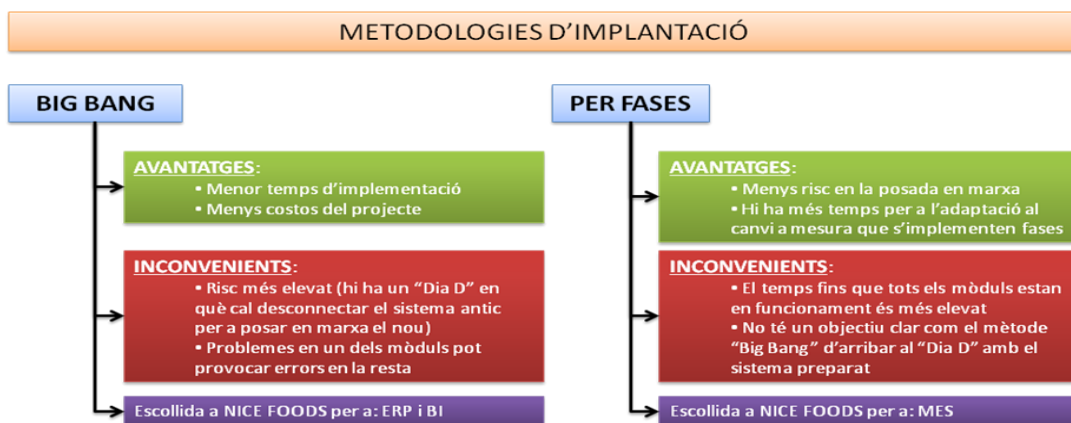 METODOLOGIES D'IMPLANTACIÓ
BIG BANG
AVANTATGES:
• Menor temps d'implementació
• Menys costos del projecte
INCONVENIENTS:
• Risc més elevat (hi ha un "Dia D" en
què cal desconnectar el sistema antic
per a posar en marxa el nou)
• Problemes en un dels mòduls pot
provocar errors en la resta
Escollida a NICE FOODS per a: ERP i BI
PER FASES
AVANTATGES:
• Menys risc en la posada en marxa
• Hi ha més temps per a l'adaptació al
canvi a mesura que s'implementen fases
INCONVENIENTS:
• El temps fins que tots els mòduls estan
en funcionament és més elevat
• No té un objectiu clar com el mètode
"Big Bang" d'arribar al "Dia D" amb el
sistema preparat
Escollida a NICE FOODS per a: MES